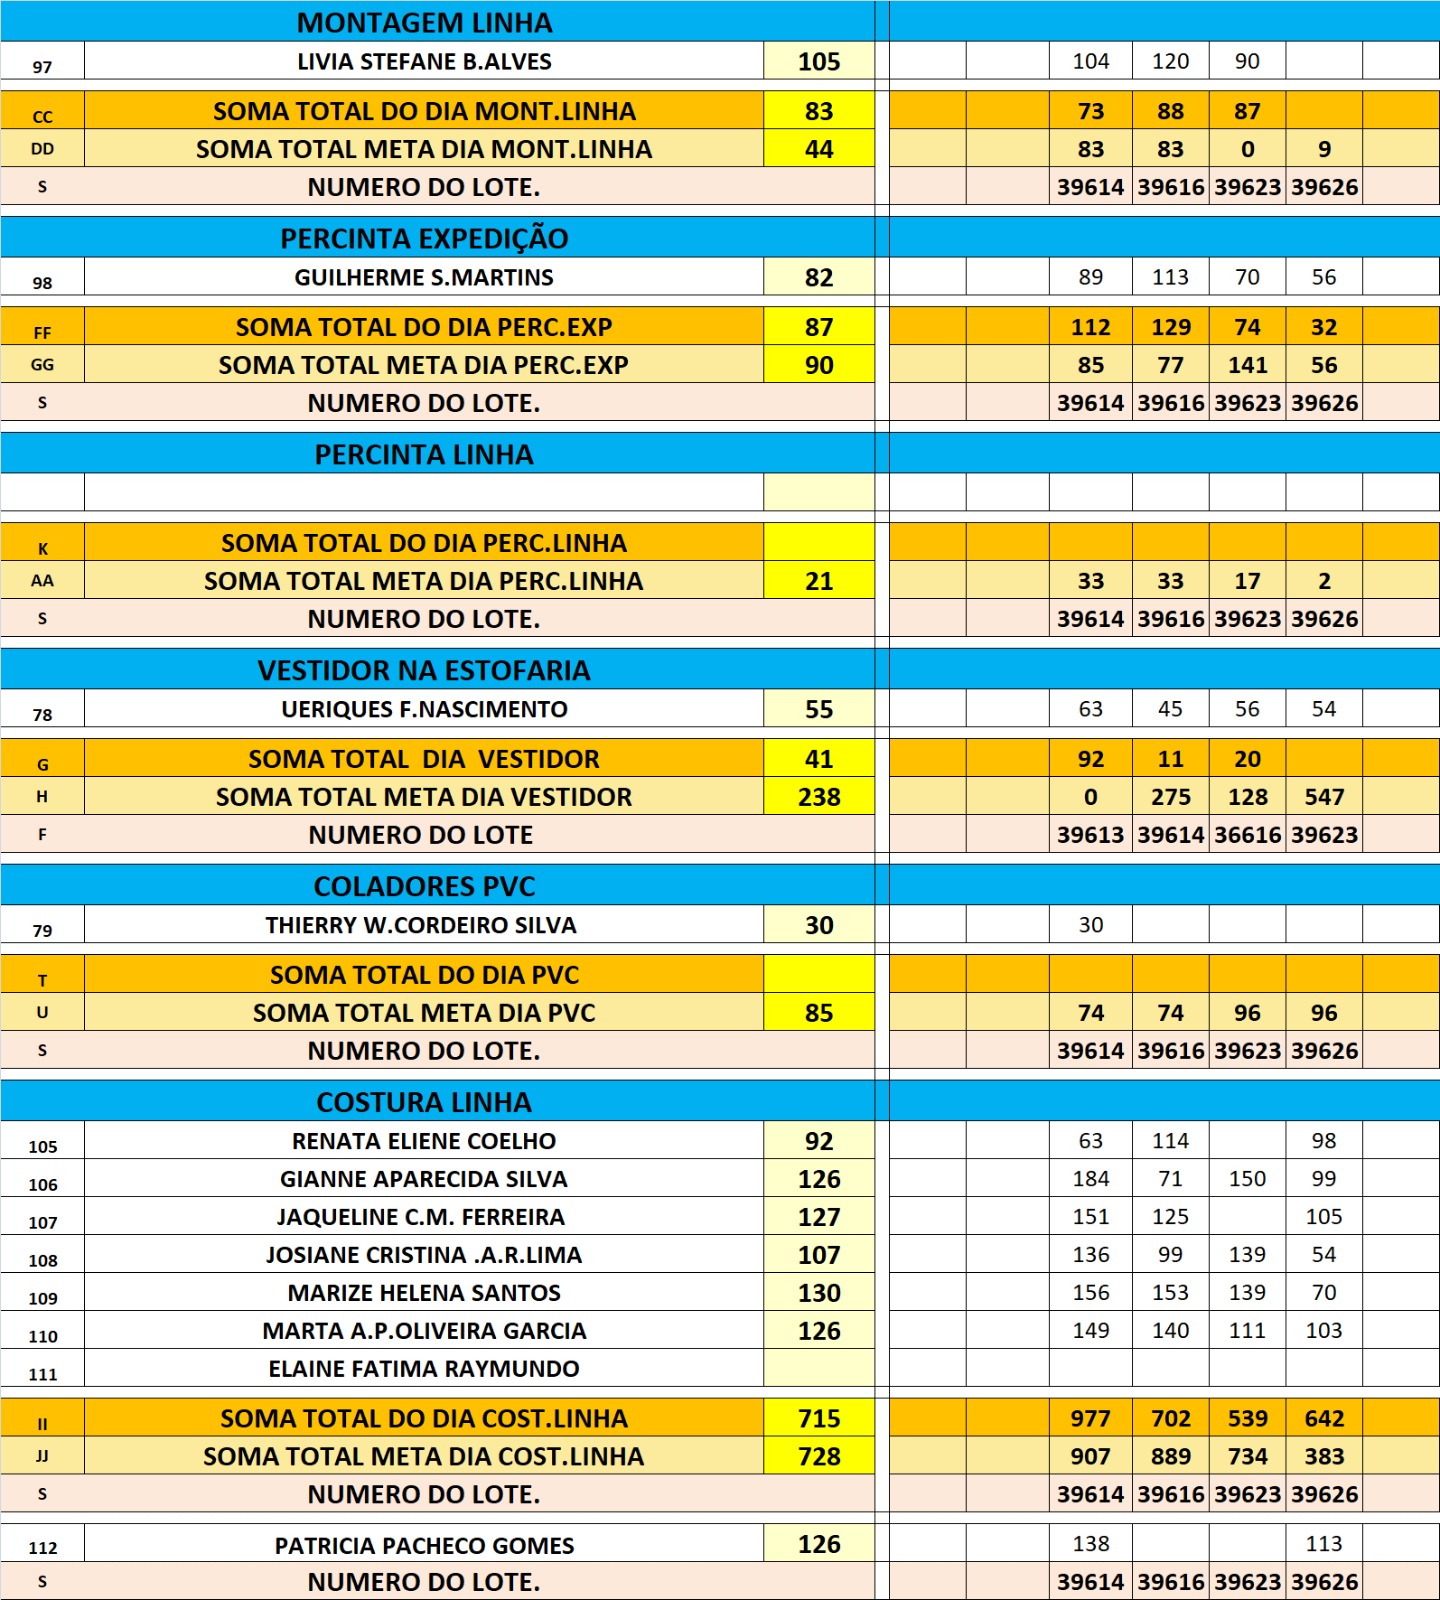 MONTAGEM LINHA
97 LIVIA STEFANE B.ALVES 105 104 120 90
CC SOMA TOTAL DO DIA MONT.LINHA 83 73 88 87
DD SOMA TOTAL META DIA MONT.LINHA 44 83 83 0 9
S NUMERO DO LOTE. 39614 39616 39623 39626
PERCINTA EXPEDIÇÃO
98 GUILHERME S.MARTINS 82 89 113 70 56
FF SOMA TOTAL DO DIA PERC.EXP 87 112 129 74 32
GG SOMA TOTAL META DIA PERC.EXP 90 85 77 141 56
S NUMERO DO LOTE. 39614 39616 39623 39626
PERCINTA LINHA
K SOMA TOTAL DO DIA PERC.LINHA
AA SOMA TOTAL META DIA PERC.LINHA 21 33 33 17 2
S NUMERO DO LOTE. 39614 39616 39623 39626
VESTIDOR NA ESTOFARIA
78 UERIQUES F.NASCIMENTO 55 63 45 56 54
G SOMA TOTAL DIA VESTIDOR 41 92 11 20
H SOMA TOTAL META DIA VESTIDOR 238 0 275 128 547
F NUMERO DO LOTE 39613 39614 36616 39623
COLADORES PVC
79 THIERRY W.CORDEIRO SILVA 30 30
T SOMA TOTAL DO DIA PVC
U SOMA TOTAL META DIA PVC 85 74 74 96 96
S NUMERO DO LOTE. 39614 39616 39623 39626
COSTURA LINHA
105 RENATA ELIENE COELHO 92 63 114 98
106 GIANNE APARECIDA SILVA 126 184 71 150 99
107 JAQUELINE C.M. FERREIRA 127 151 125 105
108 JOSIANE CRISTINA .A.R.LIMA 107 136 99 139 54
109 MARIZE HELENA SANTOS 130 156 153 139 70
110 MARTA A.P.OLIVEIRA GARCIA 126 149 140 111 103
111 ELAINE FATIMA RAYMUNDO
II SOMA TOTAL DO DIA COST.LINHA 715 977 702 539 642
JJ SOMA TOTAL META DIA COST.LINHA 728 907 889 734 383
S NUMERO DO LOTE. 39614 39616 39623 39626
112 PATRICIA PACHECO GOMES 126 138 113
S NUMERO DO LOTE. 39614 39616 39623 39626